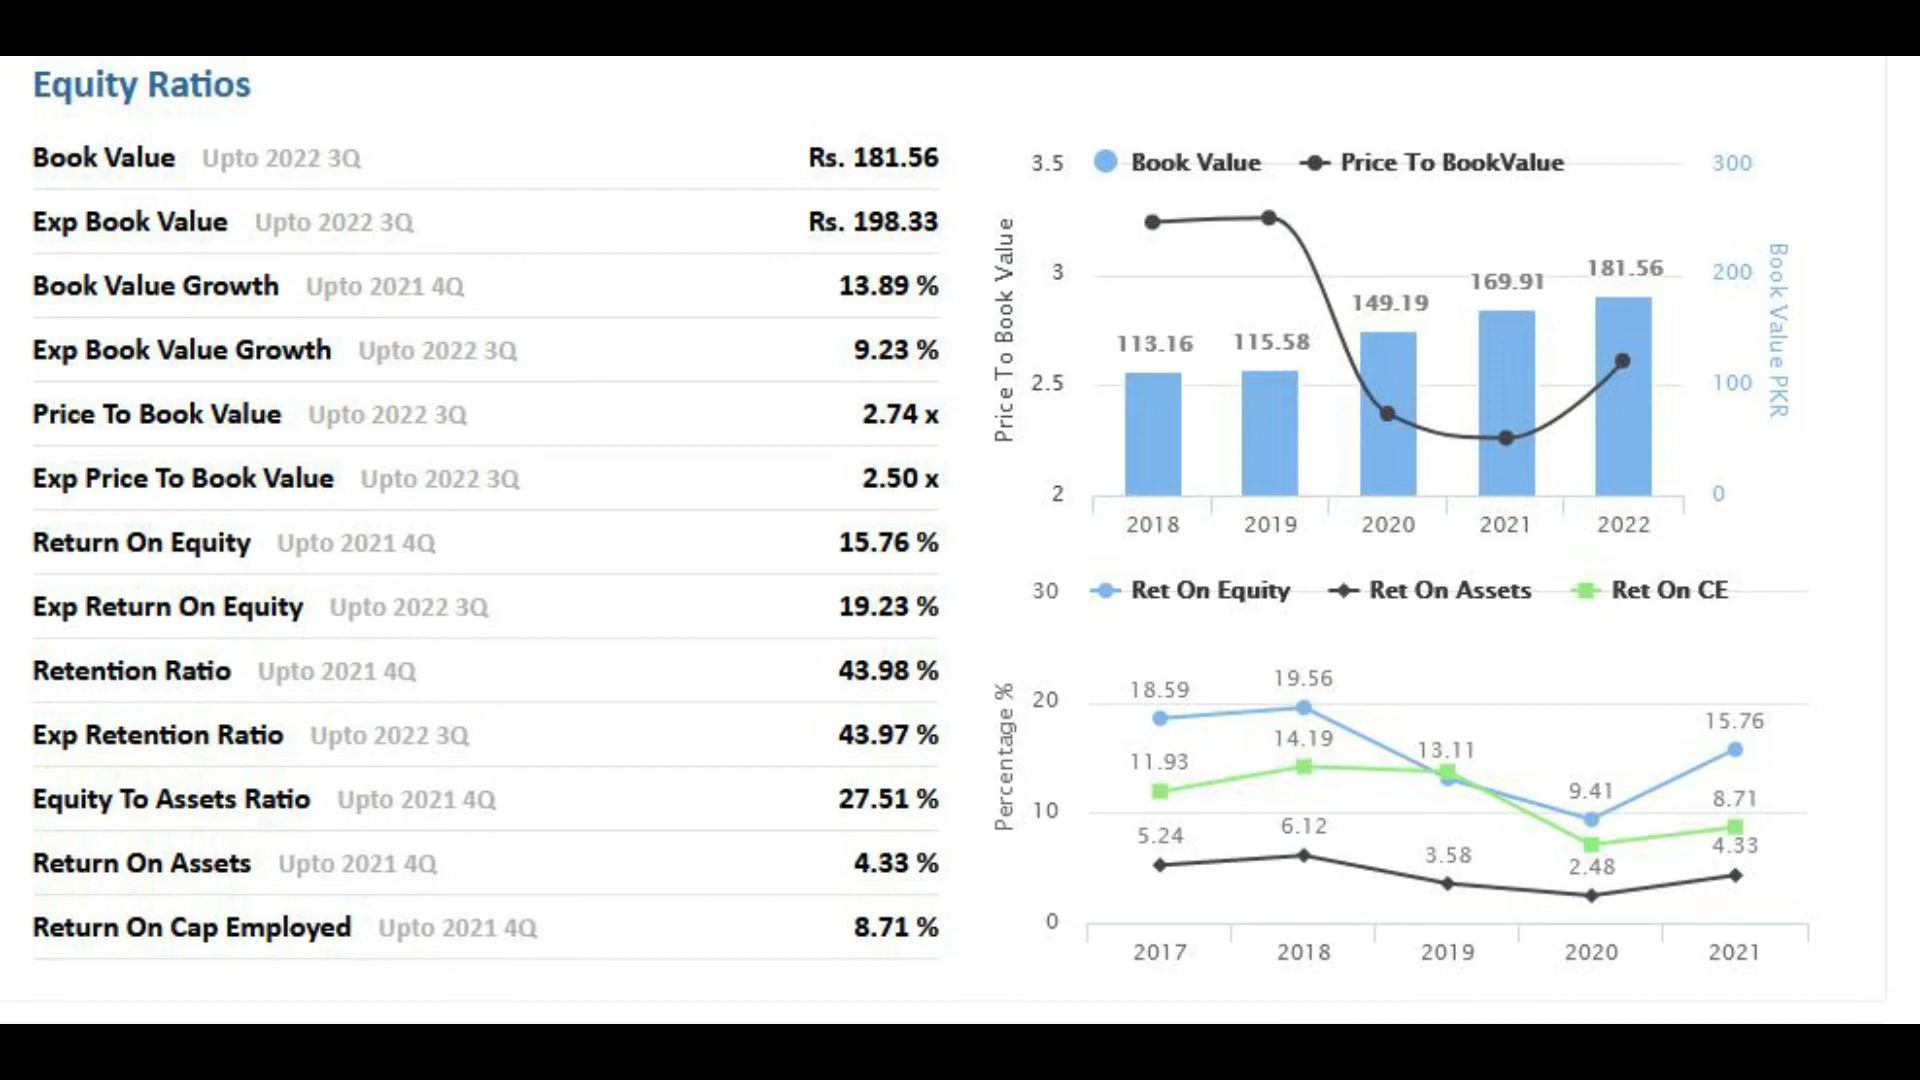 Equity Ratios
Book Value Upto 2022 3Q Rs. 181.56
Exp Book Value Upto 2022 3Q Rs. 198.33
Book Value Growth Upto 2021 4Q 13.89 %
Exp Book Value Growth Upto 2022 3Q 9.23 %
Price To Book Value Upto 2022 3Q 2.74 x
Exp Price To Book Value Upto 2022 3Q 2.50 x
Return On Equity Upto 2021 4Q 15.76 %
Exp Return On Equity Upto 2022 3Q 19.23 %
Retention Ratio Upto 2021 4Q 43.98 %
Exp Retention Ratio Upto 2022 3Q 43.97 %
Equity To Assets Ratio Upto 2021 4Q 27.51 %
Return On Assets Upto 2021 4Q 4.33 %
Return On Cap Employed Upto 2021 4Q 8.71 %
Book Value Price To BookValue
Price To Book Value
3.5
3
2.5
2
300
200
100
0
Book Value PKR
113.16 115.58 149.19 169.91 181.56
2018 2019 2020 2021 2022
Ret On Equity Ret On Assets Ret On CE
Percentage %
30
20
10
0
18.59 19.56 13.11 9.41 15.76
11.93 14.19 8.71
5.24 6.12 3.58 2.48 4.33
2017 2018 2019 2020 2021